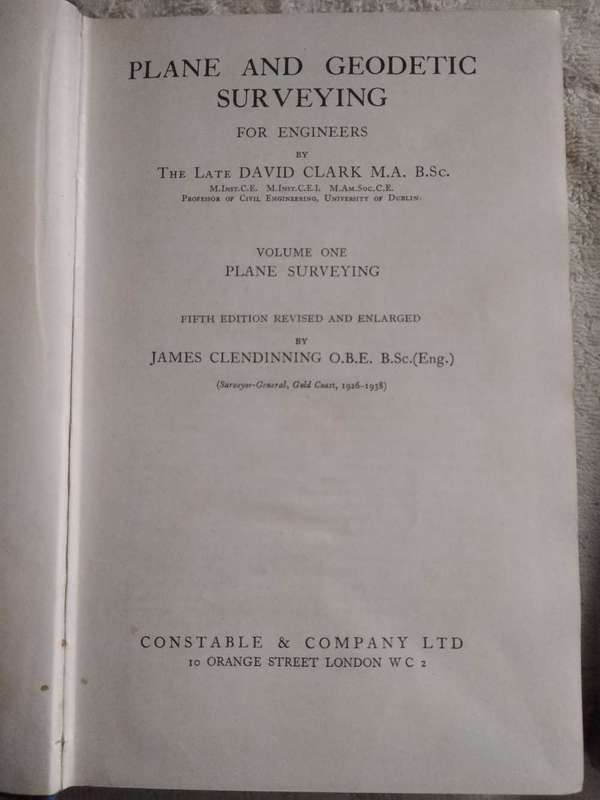 PLANE AND GEODETIC
SURVEYING
FOR ENGINEERS
BY
THE LATE DAVID CLARK M.A. B.SC.
M.INST.C.E. M.INST.C.E.I. M.AM.SOC.C.E.
PROFESSOR OF CIVIL ENGINEERING, UNIVERSITY OF DUBLIN.
VOLUME ONE
PLANE SURVEYING
FIFTH EDITION REVISED AND ENLARGED
BY
JAMES CLENDINNING O.B.E. B.Sc.(Eng.)
(Surveyor-General, Gold Coast, 1926-1938)
CONSTABLE & COMPANY LTD
10 ORANGE STREET LONDON W C 2